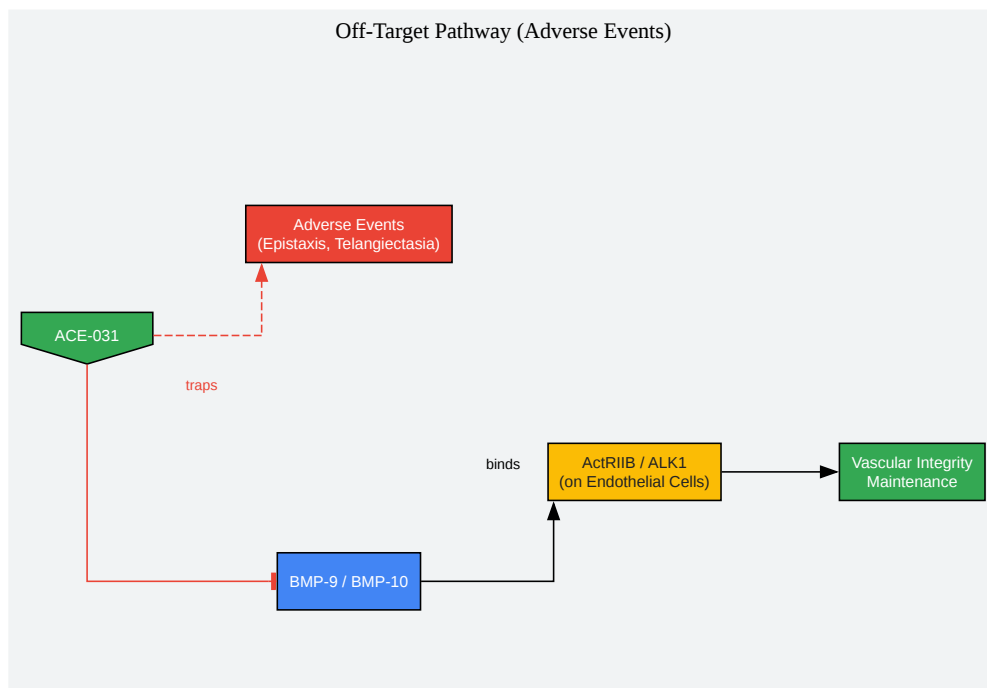 Off-Target Pathway (Adverse Events)
Adverse Events
(Epistaxis, Telangiectasia)
ACE-031
traps
binds
ActRIIB / ALK1
(on Endothelial Cells)
Vascular Integrity
Maintenance
BMP-9 / BMP-10